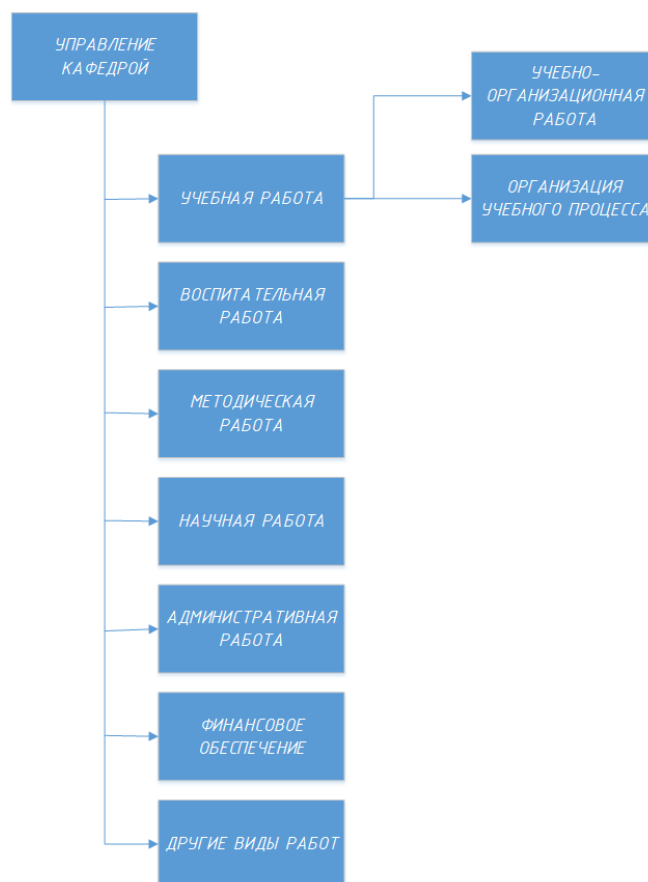 УПРАВЛЕНИЕ
КАФЕДРОЙ
УЧЕБНО-
ОРГАНИЗАЦИОННАЯ
РАБОТА
УЧЕБНАЯ РАБОТА
ОРГАНИЗАЦИЯ
УЧЕБНОГО ПРОЦЕССА
ВОСПИТАТЕЛЬНАЯ
РАБОТА
МЕТОДИЧЕСКАЯ
РАБОТА
НАУЧНАЯ РАБОТА
АДМИНИСТРАТИВНАЯ
РАБОТА
ФИНАНСОВОЕ
ОБЕСПЕЧЕНИЕ
ДРУГИЕ ВИДЫ РАБОТ